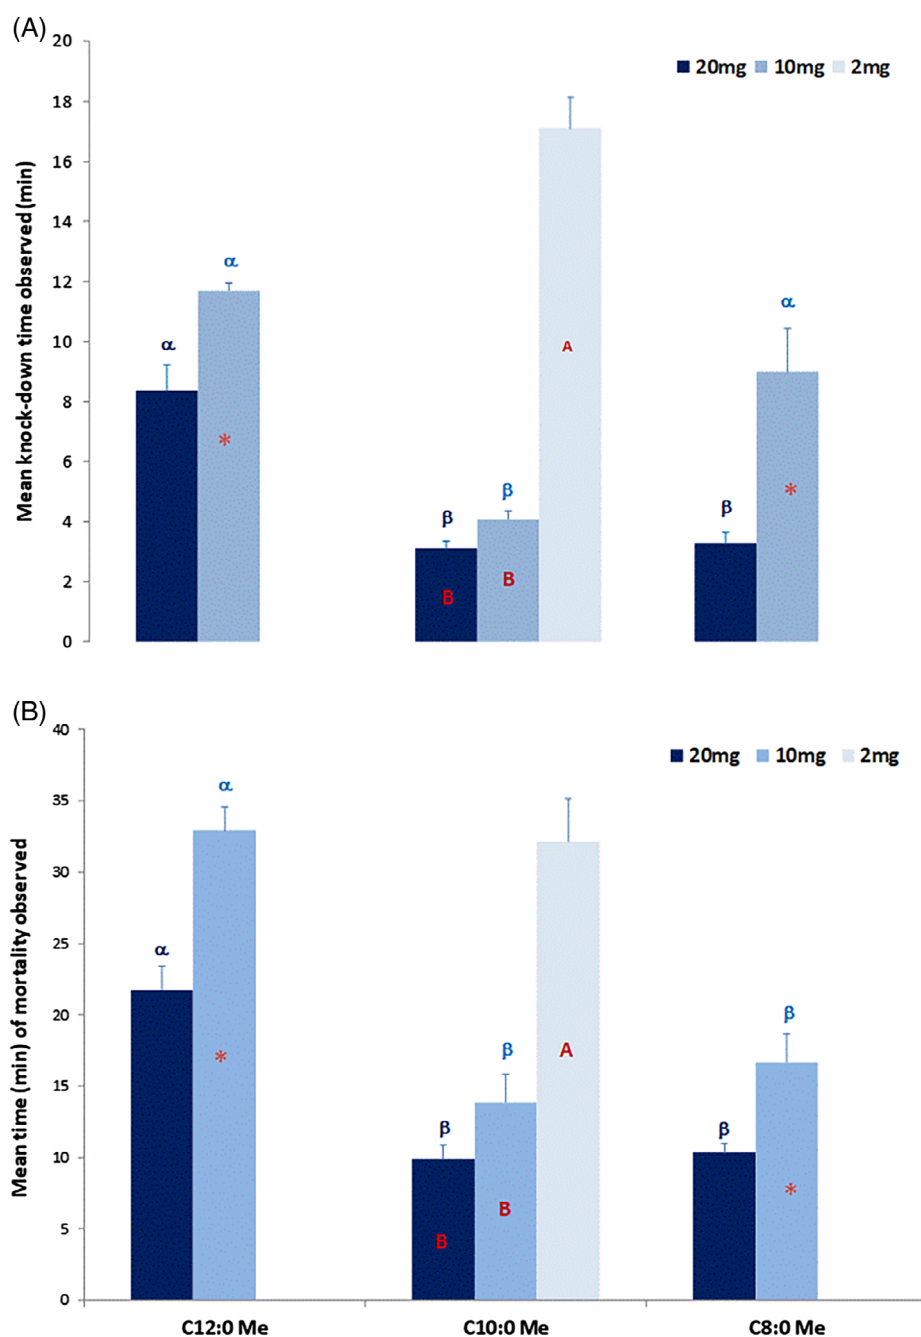 (A)
20
18
16
14
12
10
8
6
4
2
0
Mean knock-down time observed (min)
20mg 10mg 2mg
α
α
*
β
B
β
B
A
β
α
*
(B)
40
35
30
25
20
15
10
5
0
Mean time (min) of mortality observed
20mg 10mg 2mg
α
α
*
β
B
β
B
A
β
β
*
C12:0 Me C10:0 Me C8:0 Me